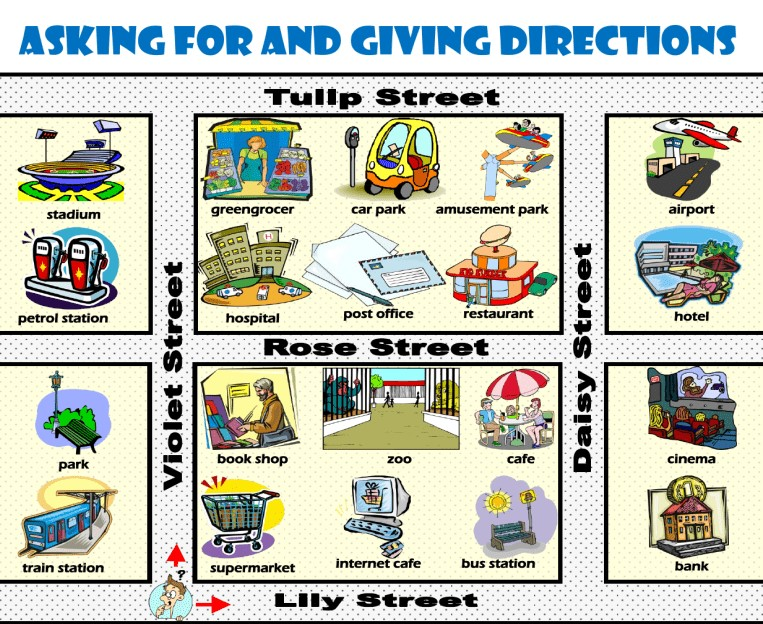 ASKING FOR AND GIVING DIRECTIONS
Tulip Street
stadium
greengrocer
car park
amusement park
airport
petrol station
hospital
H
post office
restaurant
hotel
Violet Street
Rose Street
Daisy Street
park
book shop
zoo
cafe
cinema
train station
supermarket
internet cafe
bus station
bank
?
Lily Street